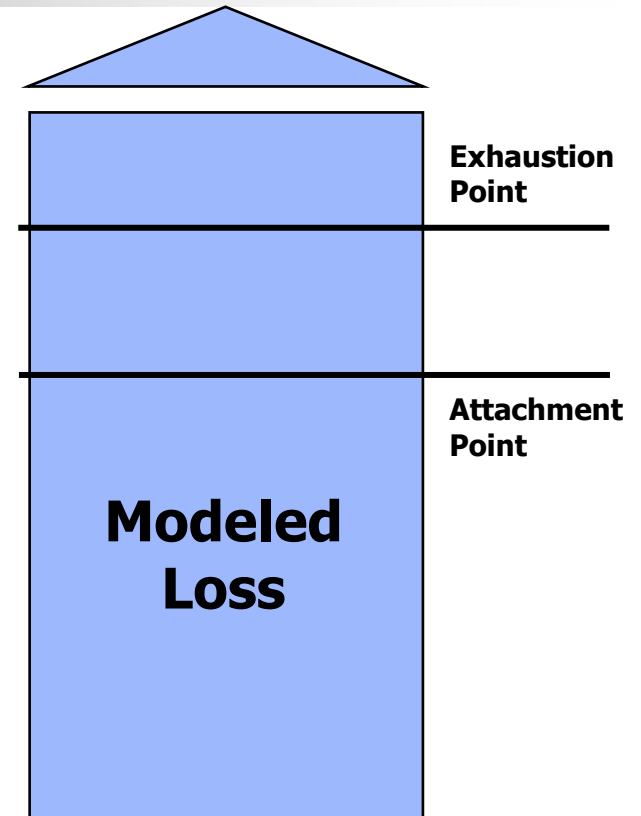 Exhaustion
Point
Attachment
Point
Modeled
Loss